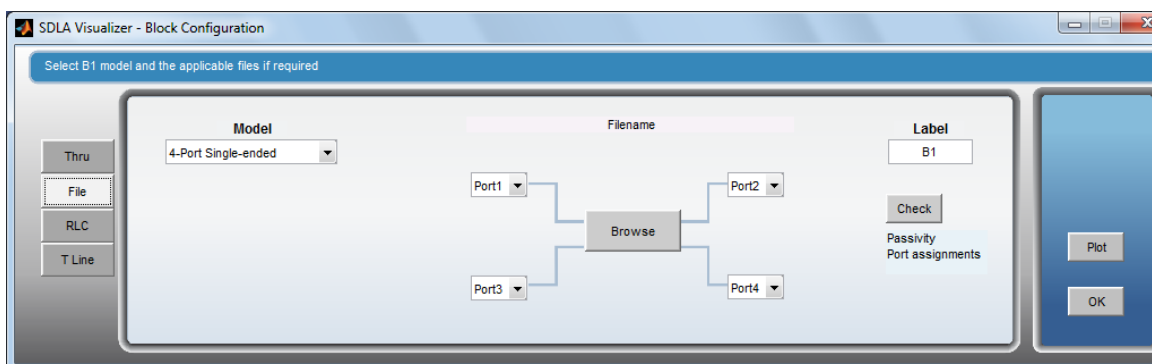 SDLA Visualizer - Block Configuration
Select B1 model and the applicable files if required
Thru
File
RLC
T Line
Model
4-Port Single-ended
Filename
Port1
Port2
Browse
Port3
Port4
Label
B1
Check
Passivity
Port assignments
Plot
OK